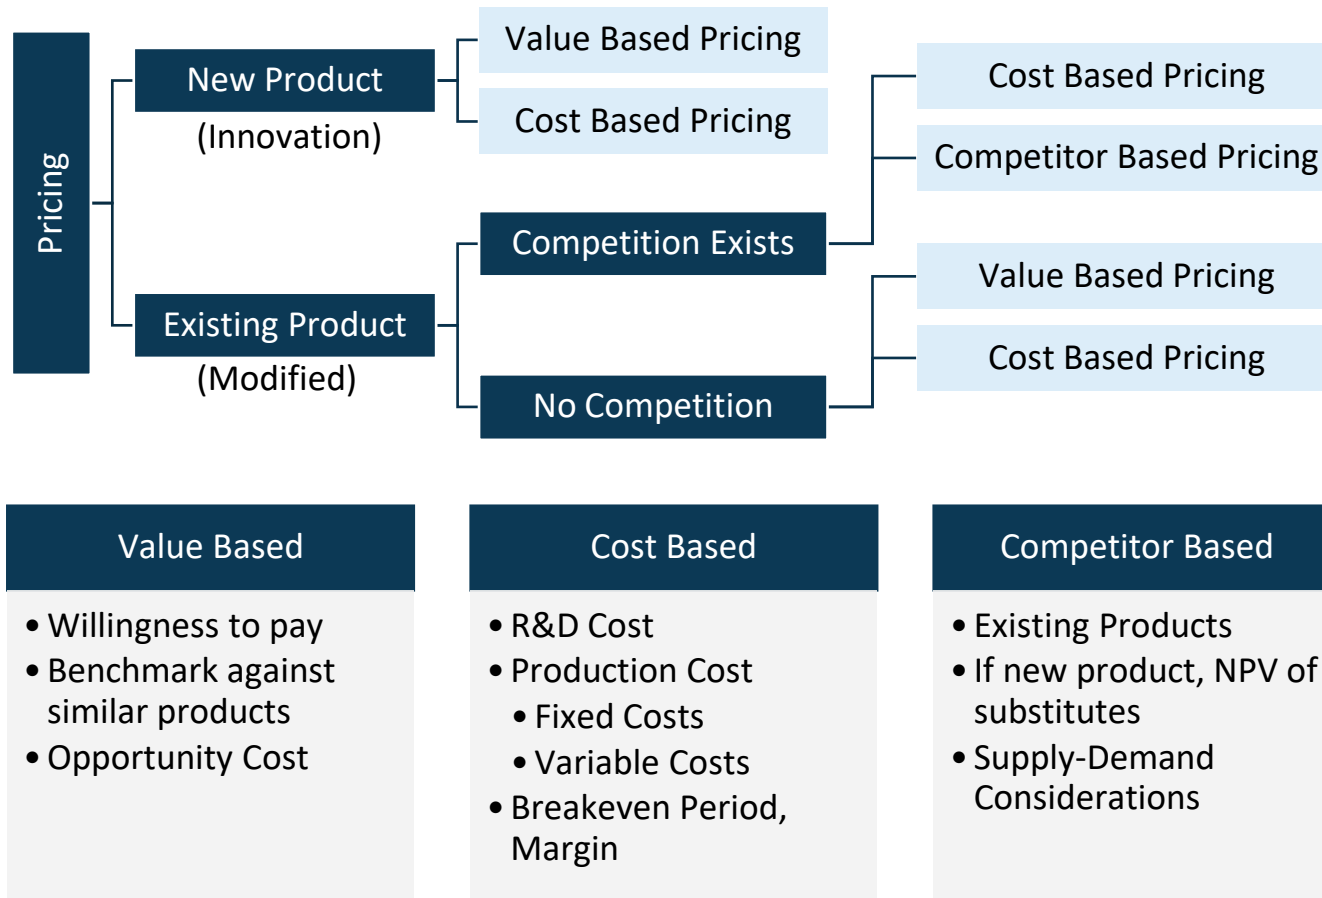 Pricing
New Product
(Innovation)
Value Based Pricing
Cost Based Pricing
Existing Product
(Modified)
Competition Exists
Cost Based Pricing
Competitor Based Pricing
No Competition
Value Based Pricing
Cost Based Pricing
Value Based
• Willingness to pay
• Benchmark against
similar products
• Opportunity Cost
Cost Based
• R&D Cost
• Production Cost
• Fixed Costs
• Variable Costs
• Breakeven Period,
Margin
Competitor Based
• Existing Products
• If new product, NPV of
substitutes
• Supply-Demand
Considerations